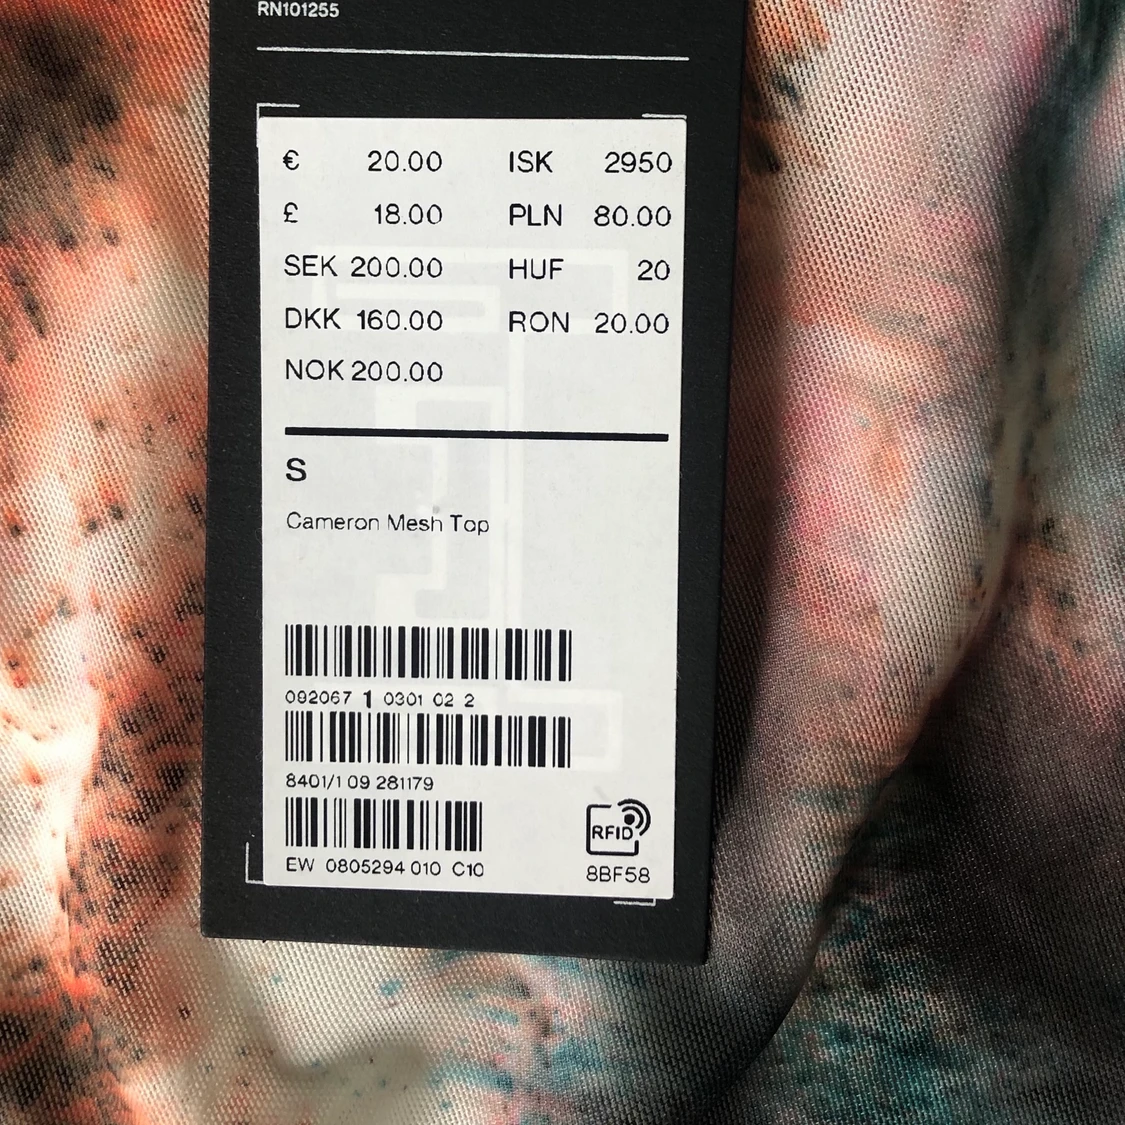 RN101255
€ 20.00 ISK 2950
£ 18.00 PLN 80.00
SEK 200.00 HUF 20
DKK 160.00 RON 20.00
NOK 200.00
S
Cameron Mesh Top
092067 1 0301 02 2
8401/1 09 281179
RFID
EW 0805294 010 C10
8BF58